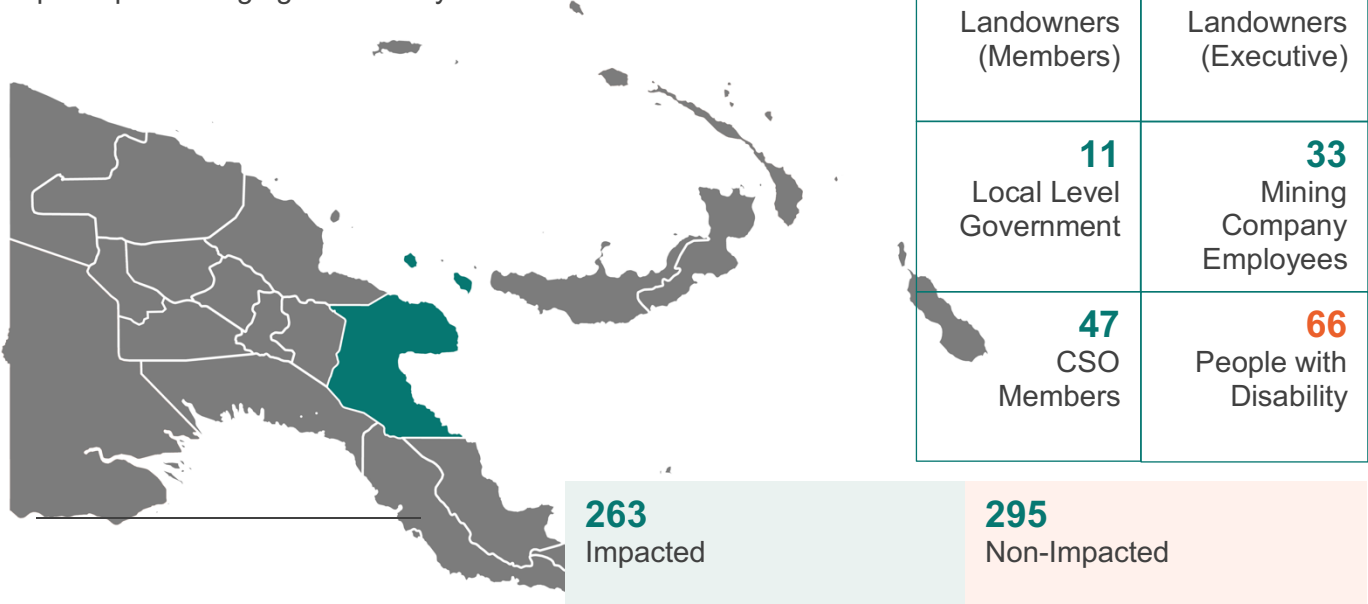 Landowners
(Members)
Landowners
(Executive)
11
Local Level
Government
33
Mining
Company
Employees
47
CSO
Members
66
People with
Disability
263
Impacted
295
Non-Impacted